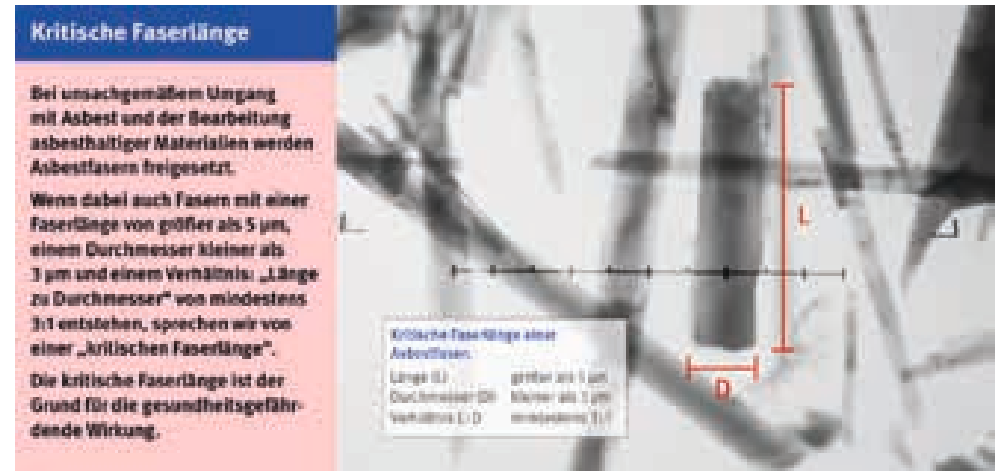 Kritische Faserlänge
Bei unsachgemäßem Umgang
mit Asbest und der Bearbeitung
asbesthaltiger Materialien werden
Asbestfasern freigesetzt.
Wenn dabei auch Fasern mit einer
Faserlänge von größer als 5 µm,
einem Durchmesser kleiner als
3 µm und einem Verhältnis: „Länge
zu Durchmesser“ von mindestens
3:1 entstehen, sprechen wir von
einer „kritischen Faserlänge“.
Die kritische Faserlänge ist der
Grund für die gesundheitsgefähr-
dende Wirkung.
L
D
Kritische Faserlänge einer
Asbestfaser
Länge (L) größer als 5 µm
Durchmesser (D) kleiner als 3 µm
Verhältnis L:D mindestens 3:1